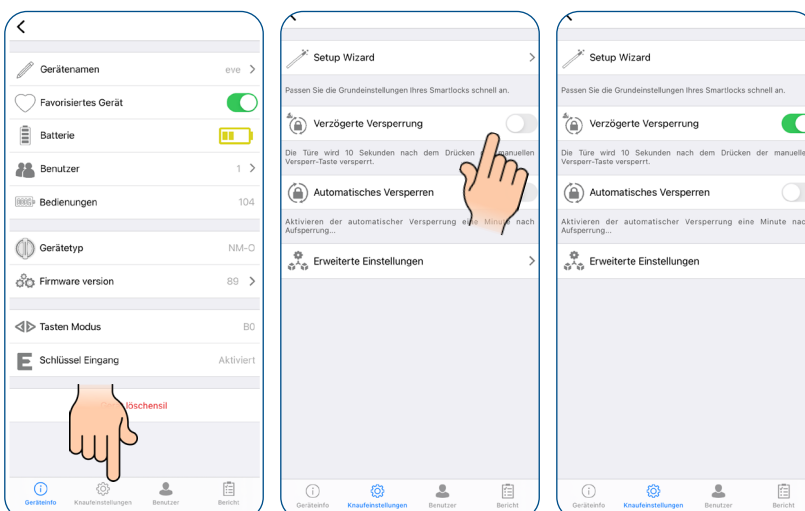 Gerätenamen eve
Favorisiertes Gerät
Batterie
Benutzer 1
Bedienungen 104
Gerätetyp NM-O
Firmware version 89
Tasten Modus B0
E Schlüssel Eingang Aktiviert
löschensil
Geräteinfo Knaufeinstellungen Benutzer Bericht
Setup Wizard
Passen Sie die Grundeinstellungen Ihres Smartlocks schnell an.
Verzögerte Versperrung
Die Türe wird 10 Sekunden nach dem Drücken manuellen
Versperr-Taste versperrt.
Automatisches Versperren
Aktivieren der automatischer Versperrung eine Minute nach
Aufsperrung...
Erweiterte Einstellungen
Geräteinfo Knaufeinstellungen Benutzer Bericht
Setup Wizard
Passen Sie die Grundeinstellungen Ihres Smartlocks schnell an.
Verzögerte Versperrung
Die Türe wird 10 Sekunden nach dem Drücken der manuelle
Versperr-Taste versperrt.
Automatisches Versperren
Aktivieren der automatischer Versperrung eine Minute nac
Aufsperrung...
Erweiterte Einstellungen
Geräteinfo Knaufeinstellungen Benutzer Bericht